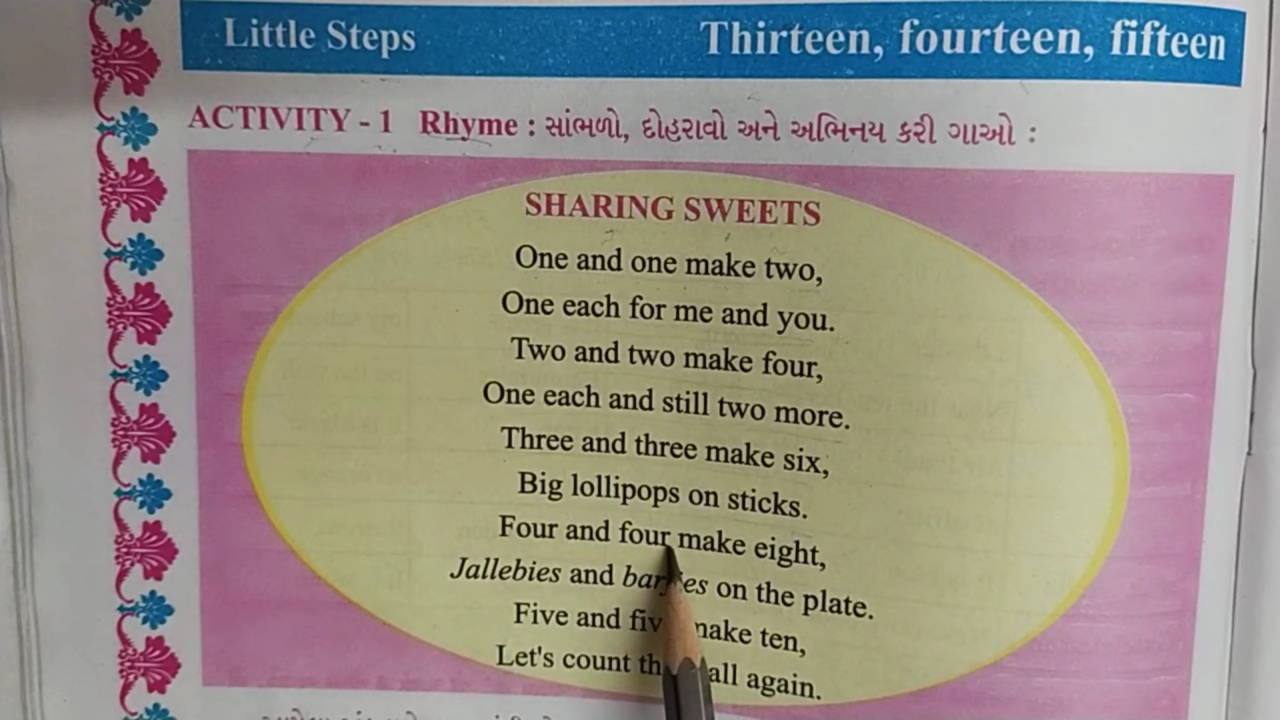 Little Steps
Thirteen, fourteen, fifteen
ACTIVITY - 1 Rhyme : સાંભળો, દોહરાવો અને અભિનય કરી ગાઓ :
SHARING SWEETS
One and one make two,
One each for me and you.
Two and two make four,
One each and still two more.
Three and three make six,
Big lollipops on sticks.
Four and four make eight,
Jallebies and on the plate.
Five and make ten,
Let's count all again.